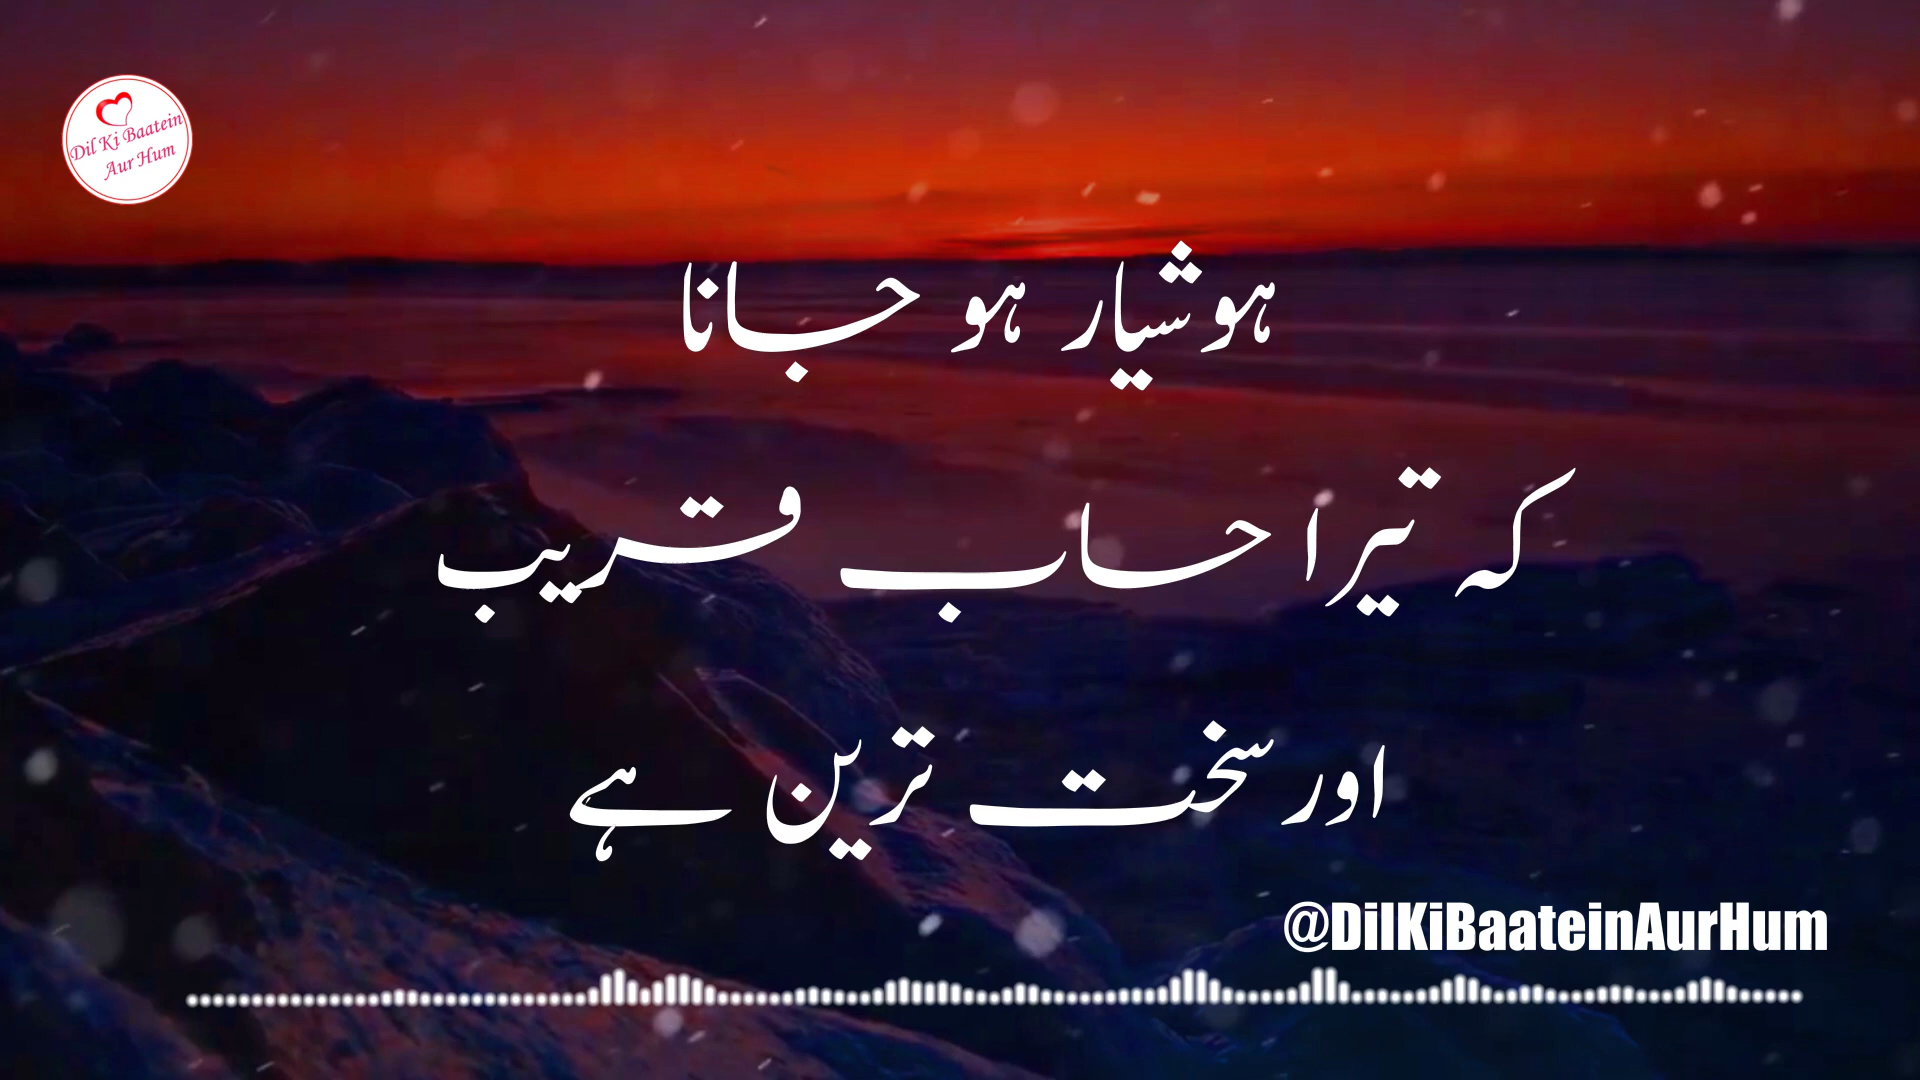 Dil Ki Baatein
Aur Hum
ہوشیار ہو جانا
کہ تیرا حساب قریب
اور سخت ترین ہے
@DilKiBaateinAurHum